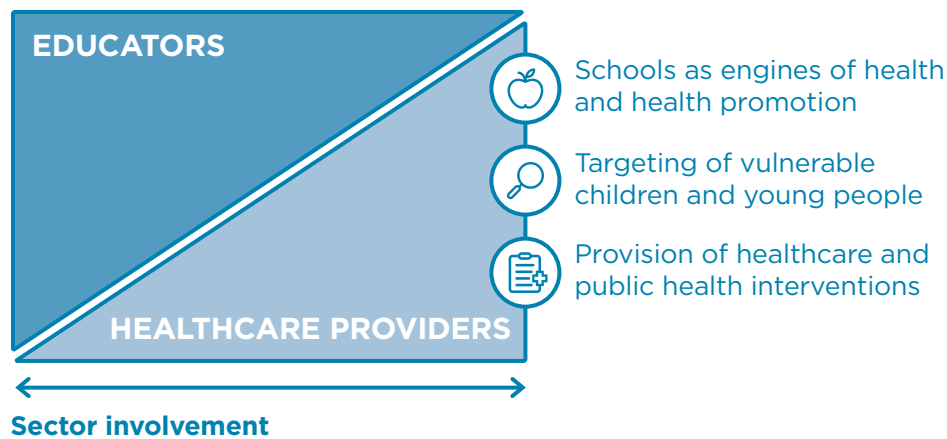 EDUCATORS
Schools as engines of health
and health promotion
Targeting of vulnerable
children and young people
Provision of healthcare and
public health interventions
HEALTHCARE PROVIDERS
Sector involvement